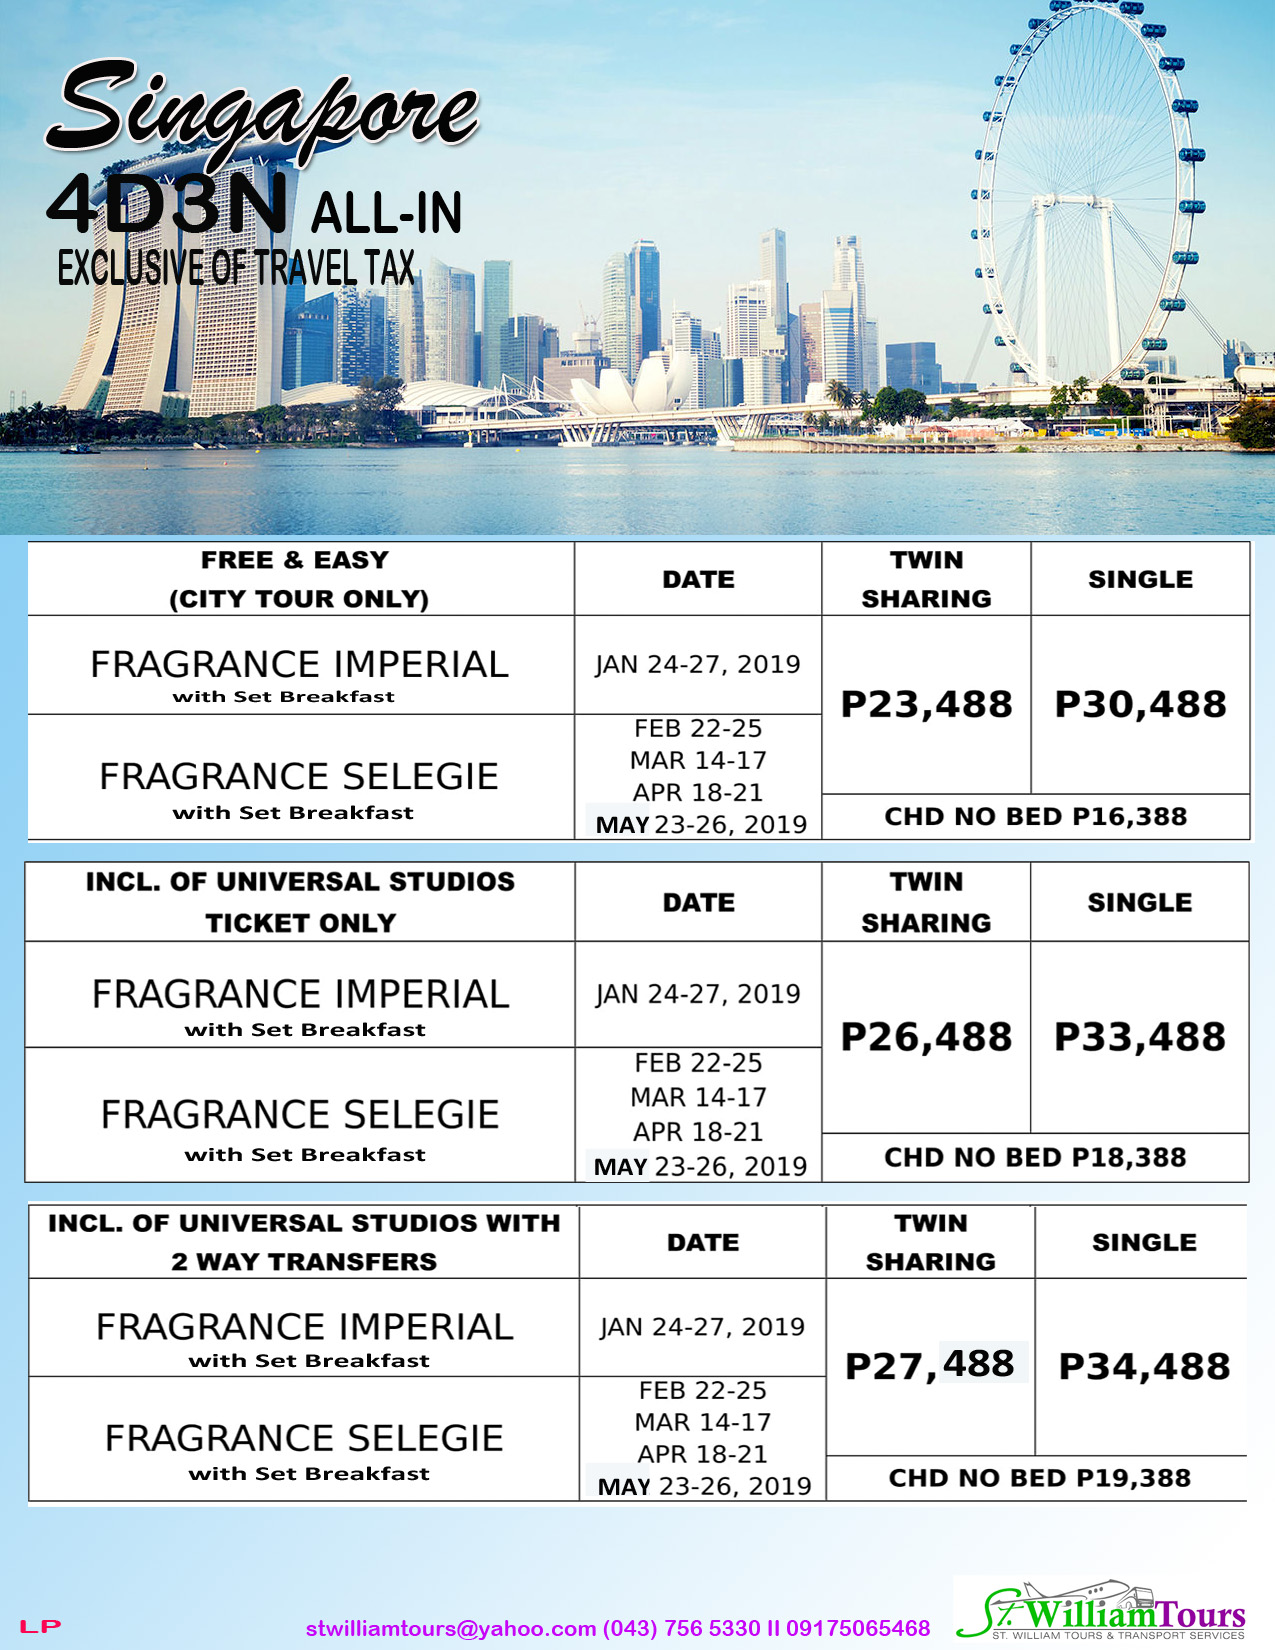 Singapore
4D3N ALL-IN
EXCLUSIVE OF TRAVEL TAX
FREE & EASY
(CITY TOUR ONLY)
DATE
TWIN
SHARING
SINGLE
FRAGRANCE IMPERIAL
with Set Breakfast
JAN 24-27, 2019
P23,488
P30,488
FRAGRANCE SELEGIE
with Set Breakfast
FEB 22-25
MAR 14-17
APR 18-21
MAY 23-26, 2019
CHD NO BED P16,388
INCL. OF UNIVERSAL STUDIOS
TICKET ONLY
DATE
TWIN
SHARING
SINGLE
FRAGRANCE IMPERIAL
with Set Breakfast
JAN 24-27, 2019
P26,488
P33,488
FRAGRANCE SELEGIE
with Set Breakfast
FEB 22-25
MAR 14-17
APR 18-21
MAY 23-26, 2019
CHD NO BED P18,388
INCL. OF UNIVERSAL STUDIOS WITH
2 WAY TRANSFERS
DATE
TWIN
SHARING
SINGLE
FRAGRANCE IMPERIAL
with Set Breakfast
JAN 24-27, 2019
P27,488
P34,488
FRAGRANCE SELEGIE
with Set Breakfast
FEB 22-25
MAR 14-17
APR 18-21
MAY 23-26, 2019
CHD NO BED P19,388
LP
stwilliamtours@yahoo.com (043) 756 5330 II 09175065468
St. WilliamTours
ST. WILLIAM TOURS & TRANSPORT SERVICES